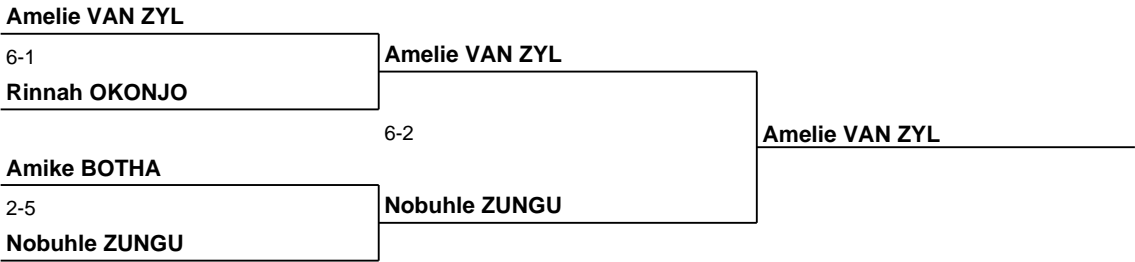 Amelie VAN ZYL
6-1
Rinnah OKONJO
Amelie VAN ZYL
6-2
Amelie VAN ZYL
Amike BOTHA
2-5
Nobuhle ZUNGU
Nobuhle ZUNGU